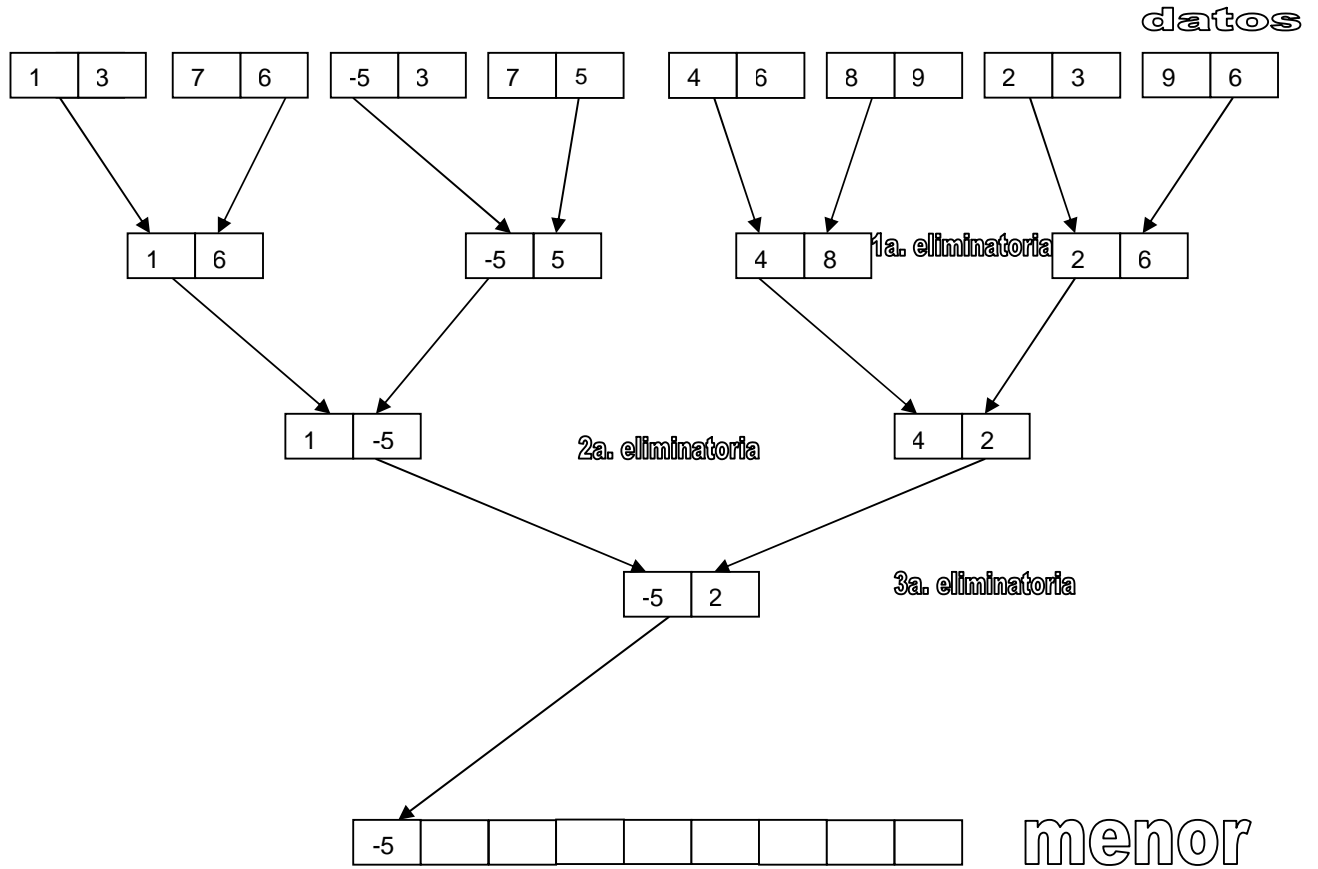 datos
1 3 7 6 -5 3 7 5 4 6 8 9 2 3 9 6
1 6 -5 5 4 8 1a. eliminatoria 2 6
1 -5 2a. eliminatoria 4 2
-5 2 3a. eliminatoria
-5 menor